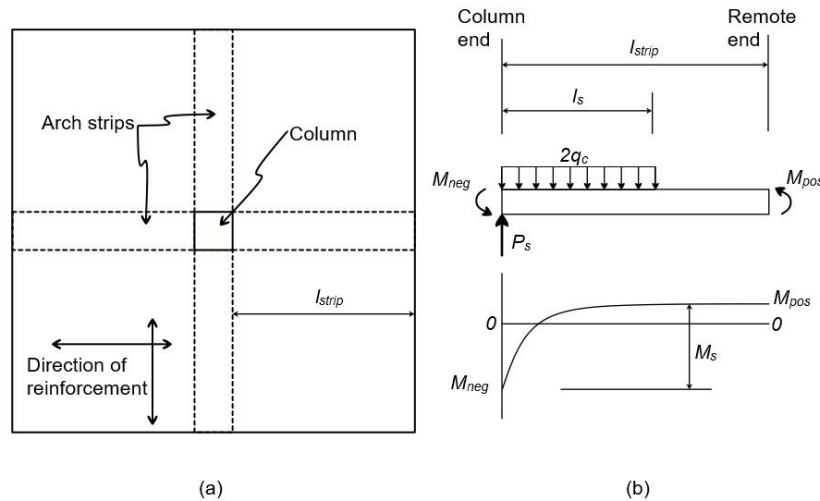 (a)
Arch strips
Column
l_strip
Direction of
reinforcement
(b)
Column
end
Remote
end
l_strip
l_s
2q_c
M_neg
M_pos
P_s
0
M_pos
0
M_s
M_neg